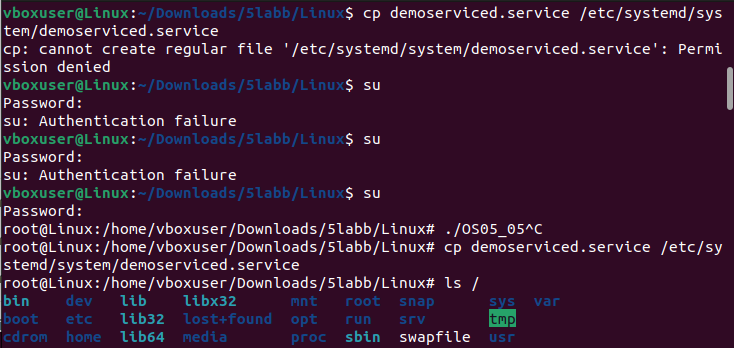 vboxuser@Linux:~/Downloads/5labb/Linux$ cp demoserviced.service /etc/systemd/sys
tem/demoserviced.service
cp: cannot create regular file '/etc/systemd/system/demoserviced.service': Permi
ssion denied
vboxuser@Linux:~/Downloads/5labb/Linux$ su
Password:
su: Authentication failure
vboxuser@Linux:~/Downloads/5labb/Linux$ su
Password:
su: Authentication failure
vboxuser@Linux:~/Downloads/5labb/Linux$ su
Password:
root@Linux:/home/vboxuser/Downloads/5labb/Linux# ./OS05_05^C
root@Linux:/home/vboxuser/Downloads/5labb/Linux# cp demoserviced.service /etc/sy
stemd/system/demoserviced.service
root@Linux:/home/vboxuser/Downloads/5labb/Linux# ls /
bin dev lib libx32 mnt root snap sys var
boot etc lib32 lost+found opt run srv tmp
cdrom home lib64 media proc sbin swapfile usr